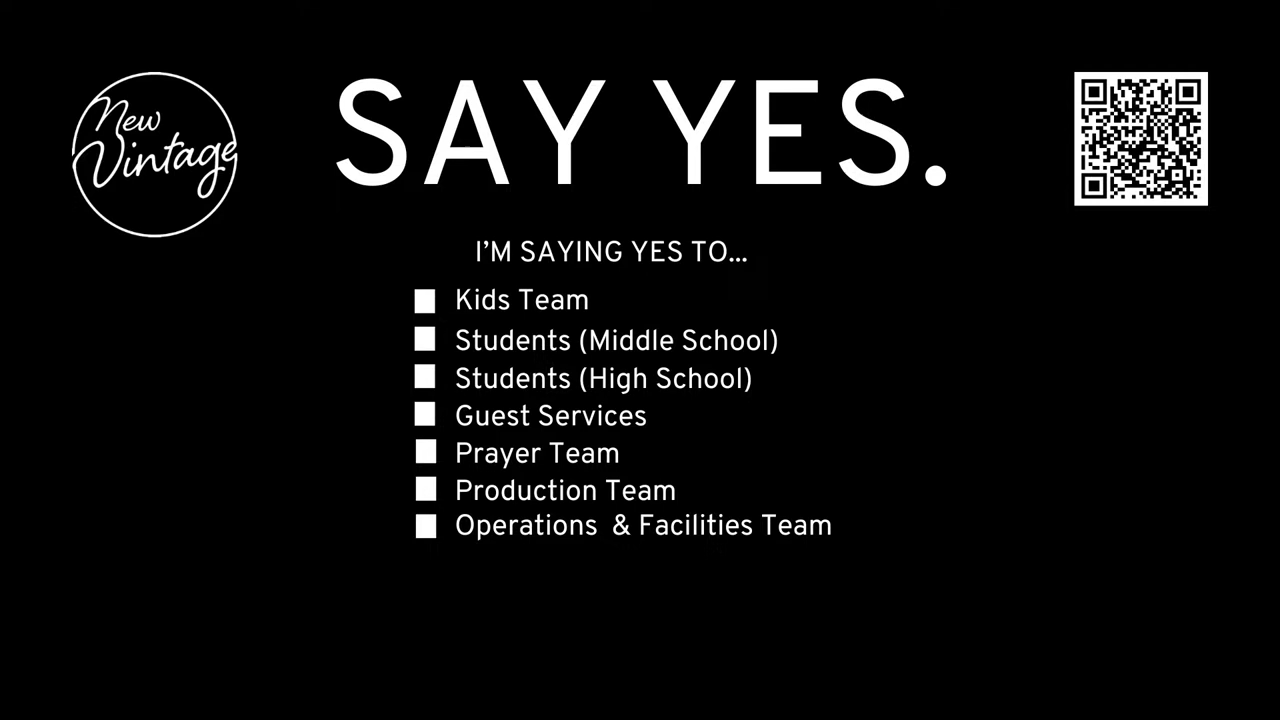 New
Vintage
SAY YES.
I'M SAYING YES TO...
Kids Team
Students (Middle School)
Students (High School)
Guest Services
Prayer Team
Production Team
Operations & Facilities Team